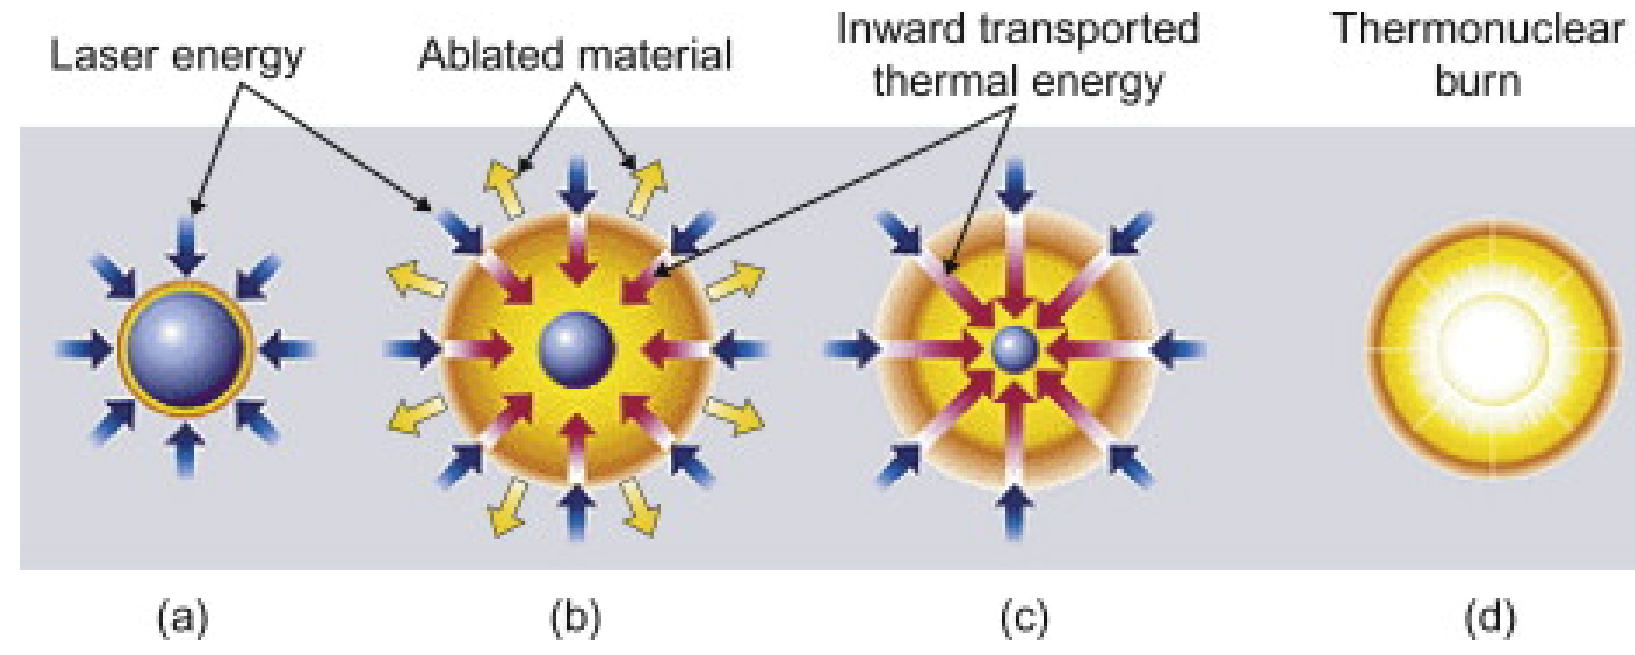 Laser energy
Ablated material
Inward transported
thermal energy
Thermonuclear
burn
(a)
(b)
(c)
(d)